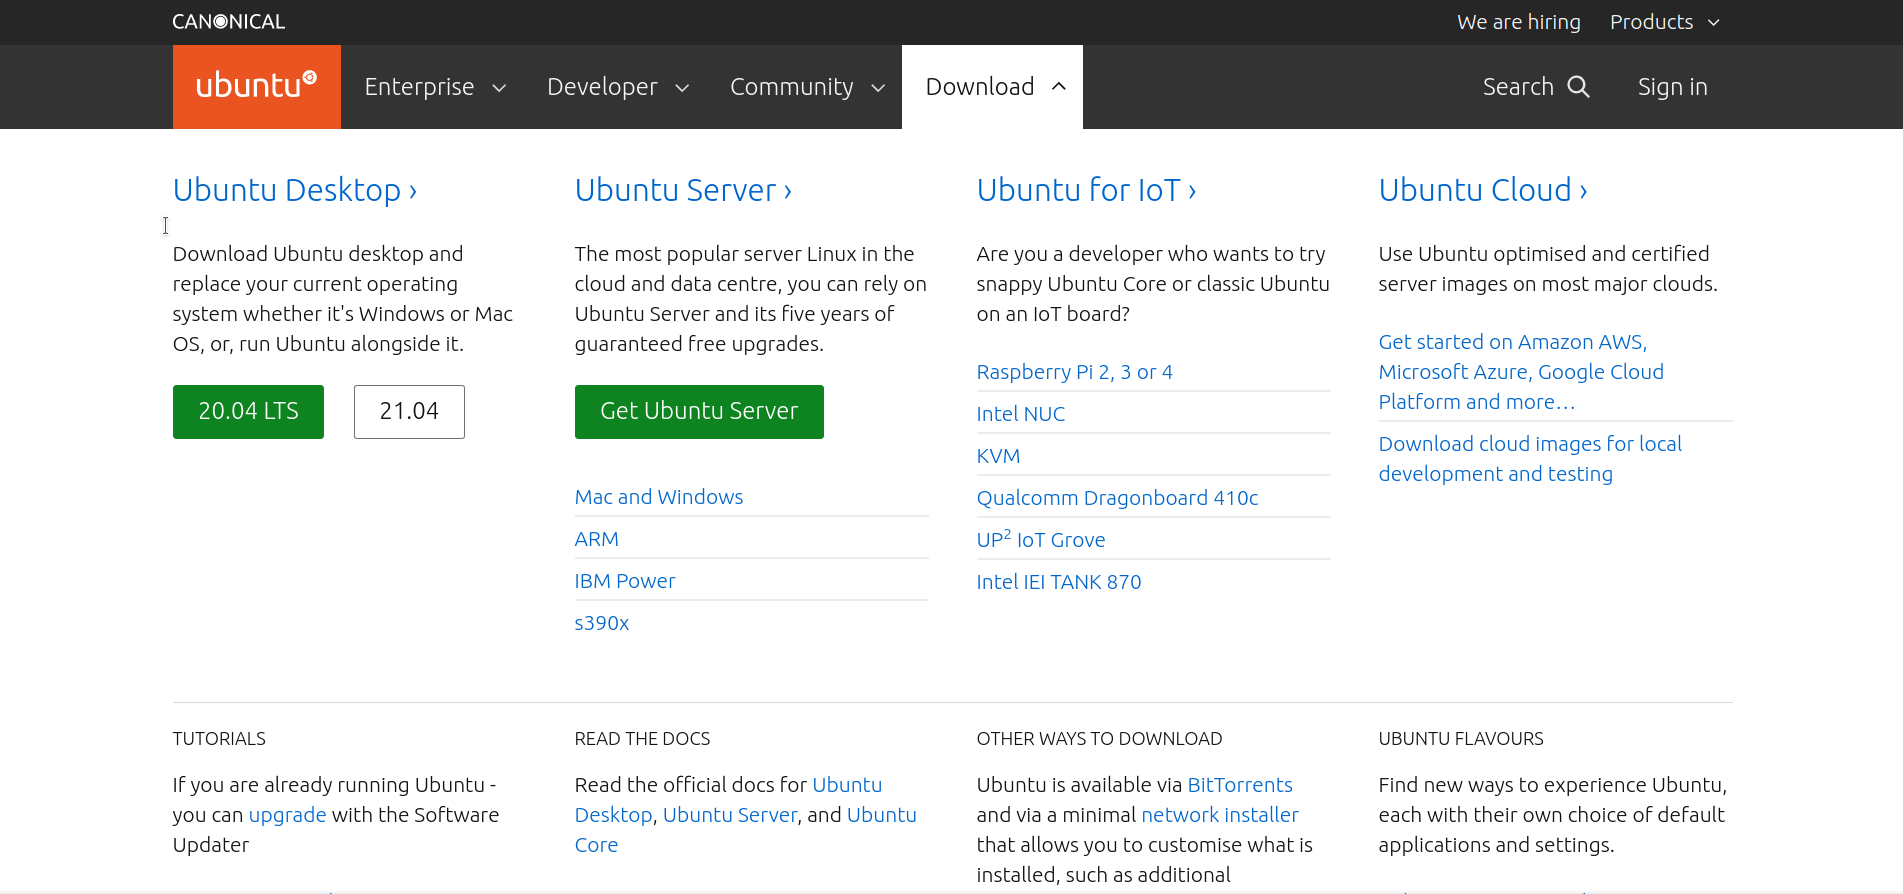 CANONICAL
We are hiring Products
ubuntu Enterprise Developer Community Download Search Sign in
Ubuntu Desktop ›
Download Ubuntu desktop and
replace your current operating
system whether it's Windows or Mac
OS, or, run Ubuntu alongside it.
20.04 LTS 21.04
Ubuntu Server ›
The most popular server Linux in the
cloud and data centre, you can rely on
Ubuntu Server and its five years of
guaranteed free upgrades.
Get Ubuntu Server
Mac and Windows
ARM
IBM Power
s390x
Ubuntu for IoT ›
Are you a developer who wants to try
snappy Ubuntu Core or classic Ubuntu
on an IoT board?
Raspberry Pi 2, 3 or 4
Intel NUC
KVM
Qualcomm Dragonboard 410c
UP² IoT Grove
Intel IEI TANK 870
Ubuntu Cloud ›
Use Ubuntu optimised and certified
server images on most major clouds.
Get started on Amazon AWS,
Microsoft Azure, Google Cloud
Platform and more…
Download cloud images for local
development and testing
TUTORIALS
If you are already running Ubuntu -
you can upgrade with the Software
Updater
READ THE DOCS
Read the official docs for Ubuntu
Desktop, Ubuntu Server, and Ubuntu
Core
OTHER WAYS TO DOWNLOAD
Ubuntu is available via BitTorrents
and via a minimal network installer
that allows you to customise what is
installed, such as additional
UBUNTU FLAVOURS
Find new ways to experience Ubuntu,
each with their own choice of default
applications and settings.